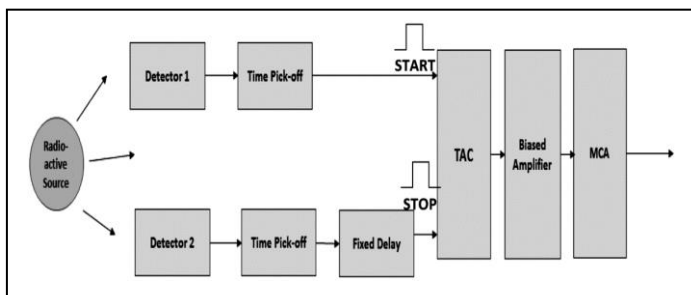 START
Detector 1
Time Pick-off
Radio-
active
Source
TAC
Biased
Amplifier
MCA
STOP
Detector 2
Time Pick-off
Fixed Delay